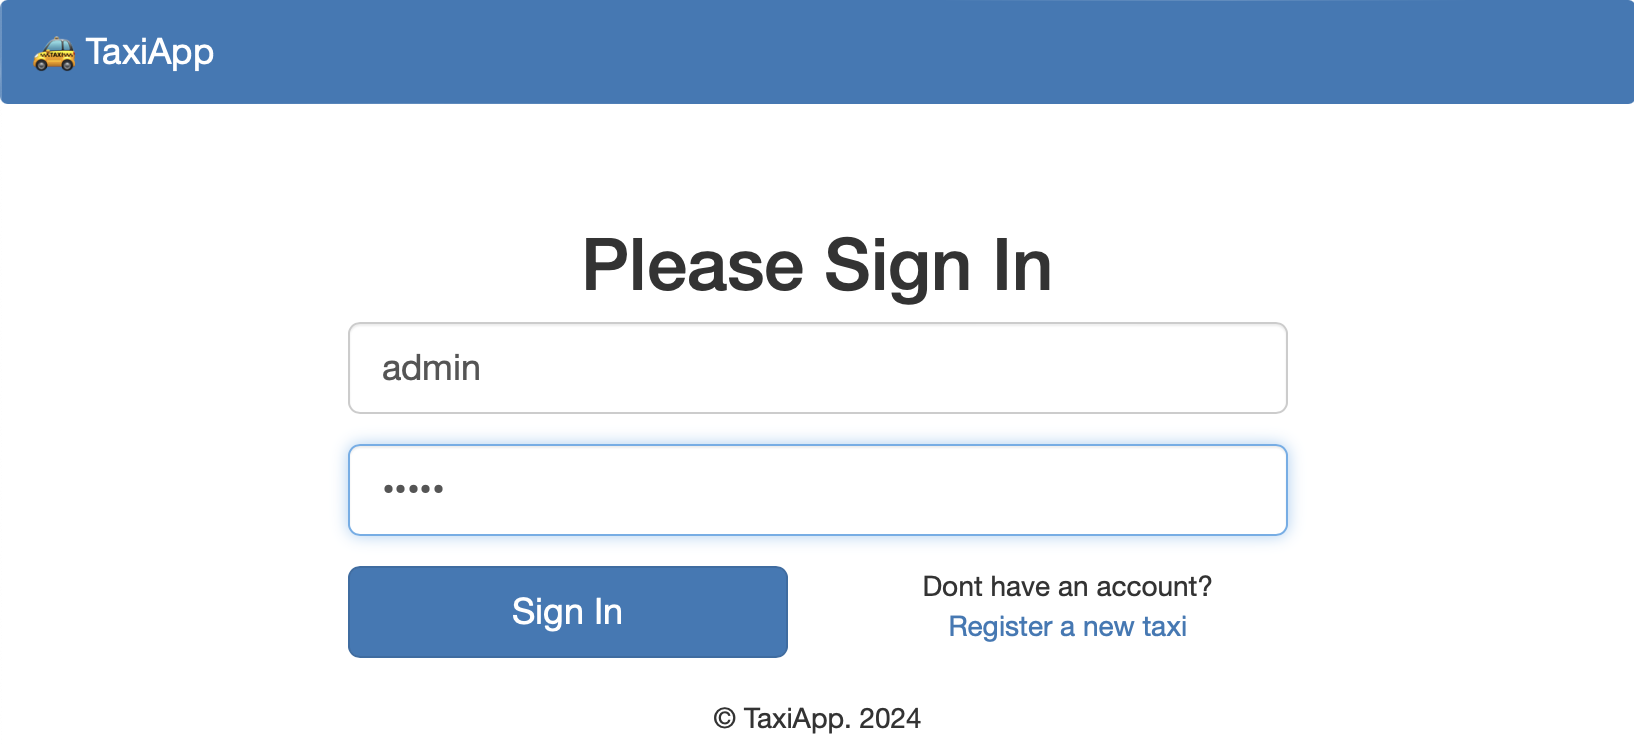 TaxiApp
Please Sign In
admin
•••••
Sign In
Dont have an account?
Register a new taxi
© TaxiApp. 2024